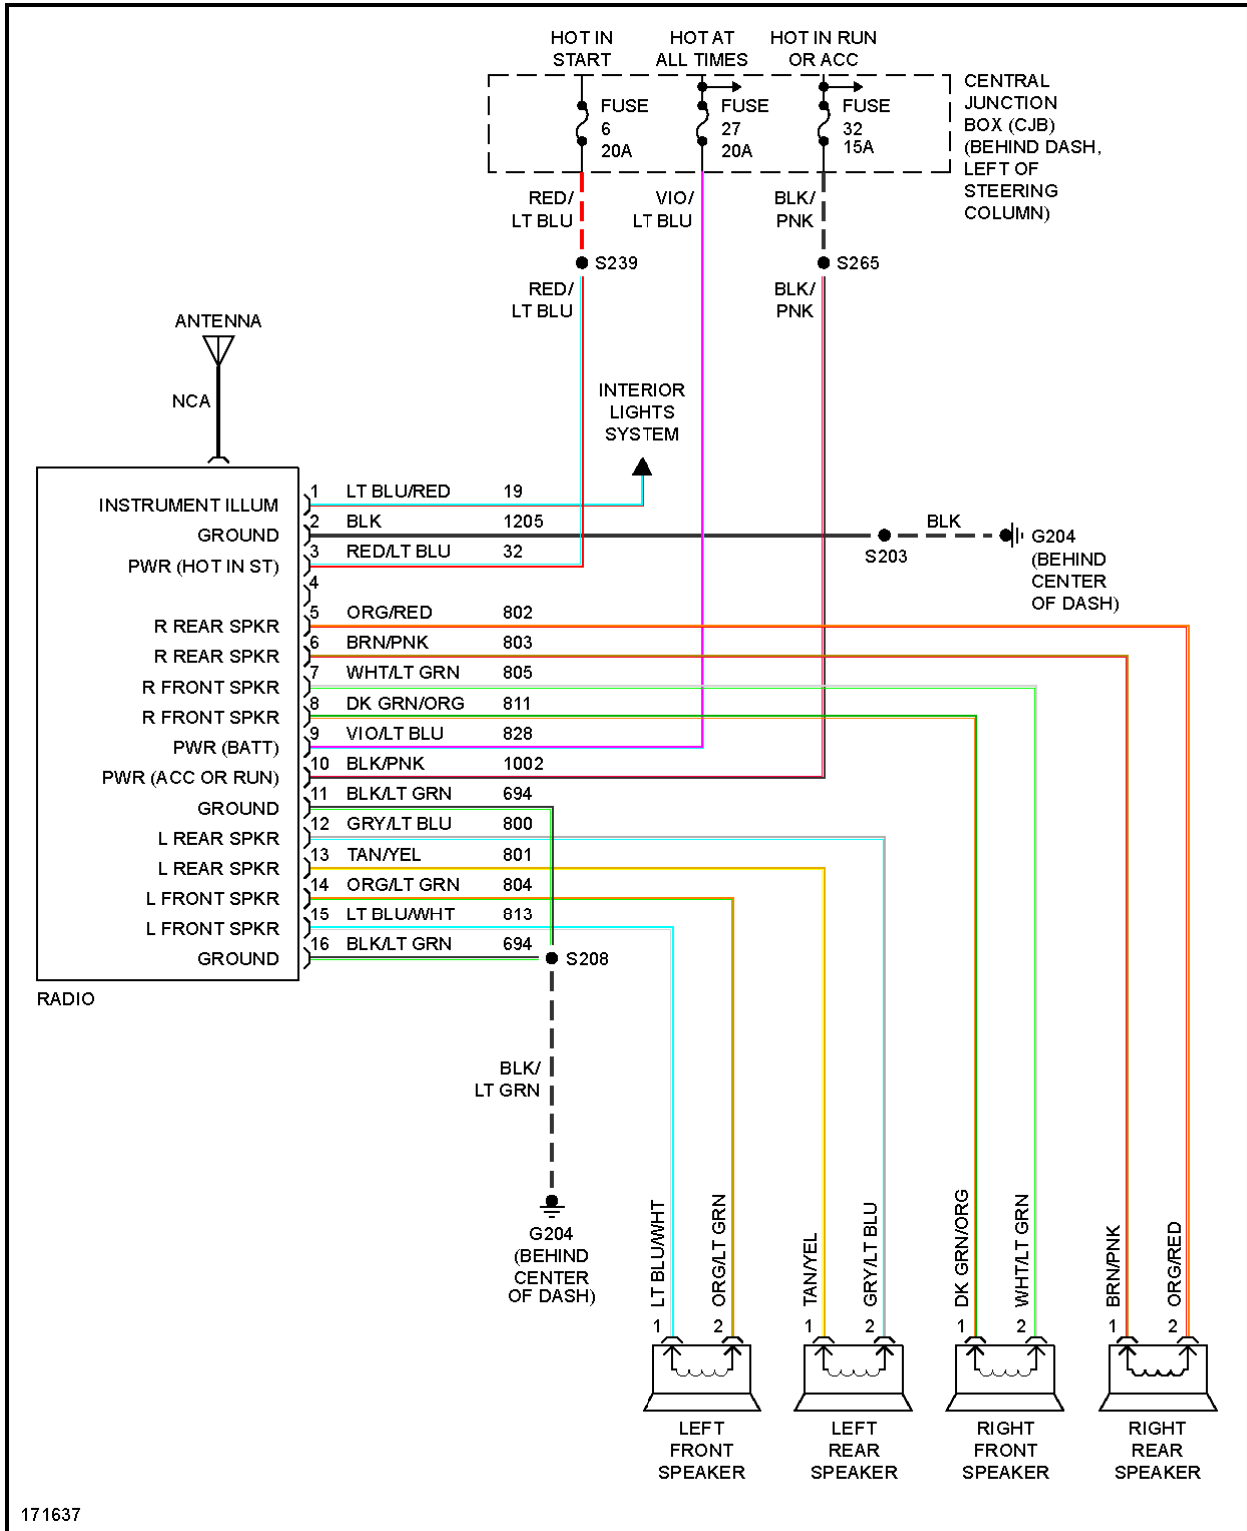 HOT IN
START
HOT AT
ALL TIMES
HOT IN RUN
OR ACC
FUSE
6
20A
FUSE
27
20A
FUSE
32
15A
CENTRAL
JUNCTION
BOX (CJB)
(BEHIND DASH,
LEFT OF
STEERING
COLUMN)
RED/
LT BLU
VIO/
LT BLU
BLK/
PNK
S239
S265
RED/
LT BLU
BLK/
PNK
ANTENNA
NCA
INTERIOR
LIGHTS
SYSTEM
INSTRUMENT ILLUM 1 LT BLU/RED 19
GROUND 2 BLK 1205
PWR (HOT IN ST) 3 RED/LT BLU 32
4
R REAR SPKR 5 ORG/RED 802
R REAR SPKR 6 BRN/PNK 803
R FRONT SPKR 7 WHT/LT GRN 805
R FRONT SPKR 8 DK GRN/ORG 811
PWR (BATT) 9 VIO/LT BLU 828
PWR (ACC OR RUN) 10 BLK/PNK 1002
GROUND 11 BLK/LT GRN 694
L REAR SPKR 12 GRY/LT BLU 800
L REAR SPKR 13 TAN/YEL 801
L FRONT SPKR 14 ORG/LT GRN 804
L FRONT SPKR 15 LT BLU/WHT 813
GROUND 16 BLK/LT GRN 694
RADIO
BLK
S203
G204
(BEHIND
CENTER
OF DASH)
S208
BLK/
LT GRN
G204
(BEHIND
CENTER
OF DASH)
LT BLU/WHT
ORG/LT GRN
TAN/YEL
GRY/LT BLU
DK GRN/ORG
WHT/LT GRN
BRN/PNK
ORG/RED
1 2 1 2 1 2 1 2
LEFT
FRONT
SPEAKER
LEFT
REAR
SPEAKER
RIGHT
FRONT
SPEAKER
RIGHT
REAR
SPEAKER
171637